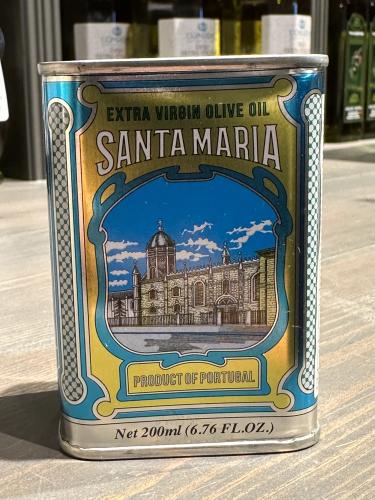 EXTRA VIRGIN OLIVE OIL
SANTA MARIA
PRODUCT OF PORTUGAL
Net 200ml (6.76 FL.OZ.)